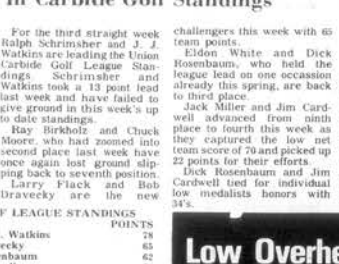 In Carbide Golf Standings
For the third straight week
Ralph Schrimsher and J. J.
Watkins are leading the Union
Carbide Golf League Stan-
dings Schrimsher and
Watkins took a 13 point lead
last week and have failed to
give ground in this week's up
to date standings.
Ray Birkholz and Chuck
Moore, who had zoomed into
second place last week have
once again lost ground slip-
ping back to seventh position.
Larry Flack and Bob
Dravecky are the new
F LEAGUE STANDINGS
POINTS
. Watkins 78
ecky 65
nbaum 62
challengers this week with 65
team points.
Eldon White and Dick
Rosenbaum, who held the
league lead on one occassion
already this spring, are back
to third place.
Jack Miller and Jim Card-
well advanced from ninth
place to fourth this week as
they captured the low net
team score of 70 and picked up
22 points for their efforts.
Dick Rosenbaum and Jim
Cardwell tied for individual
low medalists honors with
34's.
Low Overhe